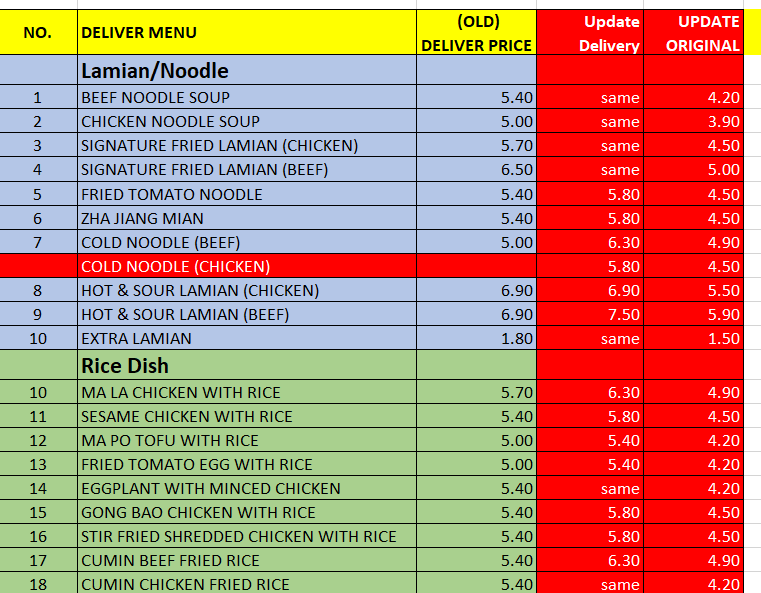 NO. DELIVER MENU (OLD) DELIVER PRICE Update Delivery UPDATE ORIGINAL
Lamian/Noodle
1 BEEF NOODLE SOUP 5.40 same 4.20
2 CHICKEN NOODLE SOUP 5.00 same 3.90
3 SIGNATURE FRIED LAMIAN (CHICKEN) 5.70 same 4.50
4 SIGNATURE FRIED LAMIAN (BEEF) 6.50 same 5.00
5 FRIED TOMATO NOODLE 5.40 5.80 4.50
6 ZHA JIANG MIAN 5.40 5.80 4.50
7 COLD NOODLE (BEEF) 5.00 6.30 4.90
COLD NOODLE (CHICKEN) 5.80 4.50
8 HOT & SOUR LAMIAN (CHICKEN) 6.90 6.90 5.50
9 HOT & SOUR LAMIAN (BEEF) 6.90 7.50 5.90
10 EXTRA LAMIAN 1.80 same 1.50
Rice Dish
10 MA LA CHICKEN WITH RICE 5.70 6.30 4.90
11 SESAME CHICKEN WITH RICE 5.40 5.80 4.50
12 MA PO TOFU WITH RICE 5.00 5.40 4.20
13 FRIED TOMATO EGG WITH RICE 5.00 5.40 4.20
14 EGGPLANT WITH MINCED CHICKEN 5.40 same 4.20
15 GONG BAO CHICKEN WITH RICE 5.40 5.80 4.50
16 STIR FRIED SHREDDED CHICKEN WITH RICE 5.40 5.80 4.50
17 CUMIN BEEF FRIED RICE 5.40 6.30 4.90
18 CUMIN CHICKEN FRIED RICE 5.40 same 4.20